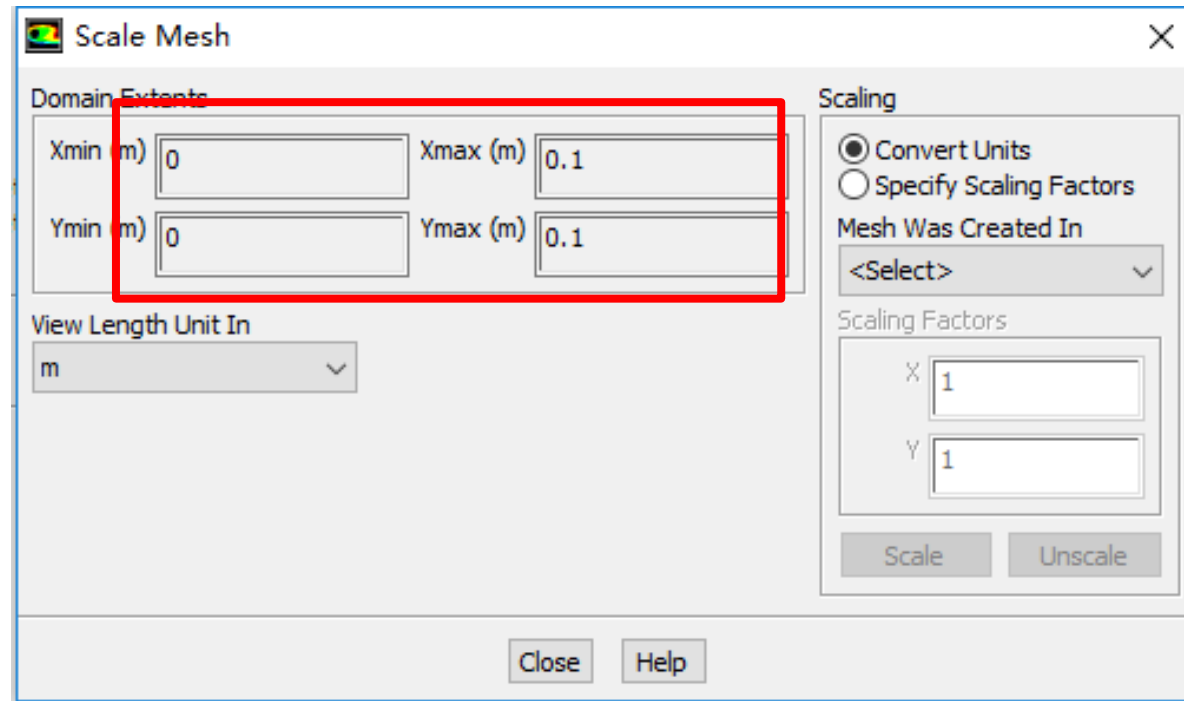 Scale Mesh
Domain Extents
Xmin (m) 0 Xmax (m) 0.1
Ymin (m) 0 Ymax (m) 0.1
View Length Unit In
m
Scaling
Convert Units
Specify Scaling Factors
Mesh Was Created In
<Select>
Scaling Factors
X 1
Y 1
Scale Unscale
Close Help